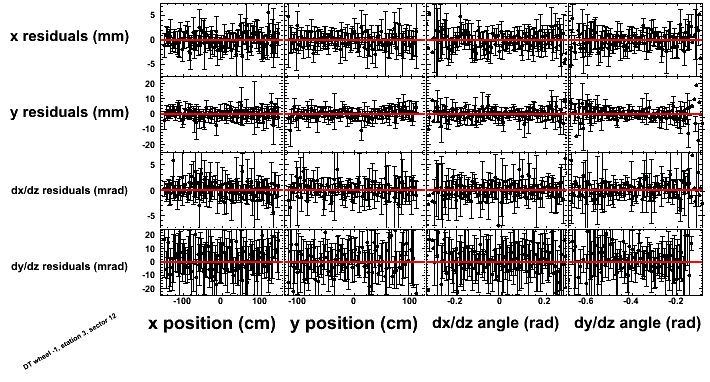 x residuals (mm)
5
0
-5
y residuals (mm)
20
10
0
-10
-20
dx/dz residuals (mrad)
5
0
-5
dy/dz residuals (mrad)
20
10
0
-10
-20
-100 0 100 -100 0 100 -0.2 0 0.2 -0.6 -0.4 -0.2
x position (cm) y position (cm) dx/dz angle (rad) dy/dz angle (rad)
DT wheel -1, station 3, sector 12